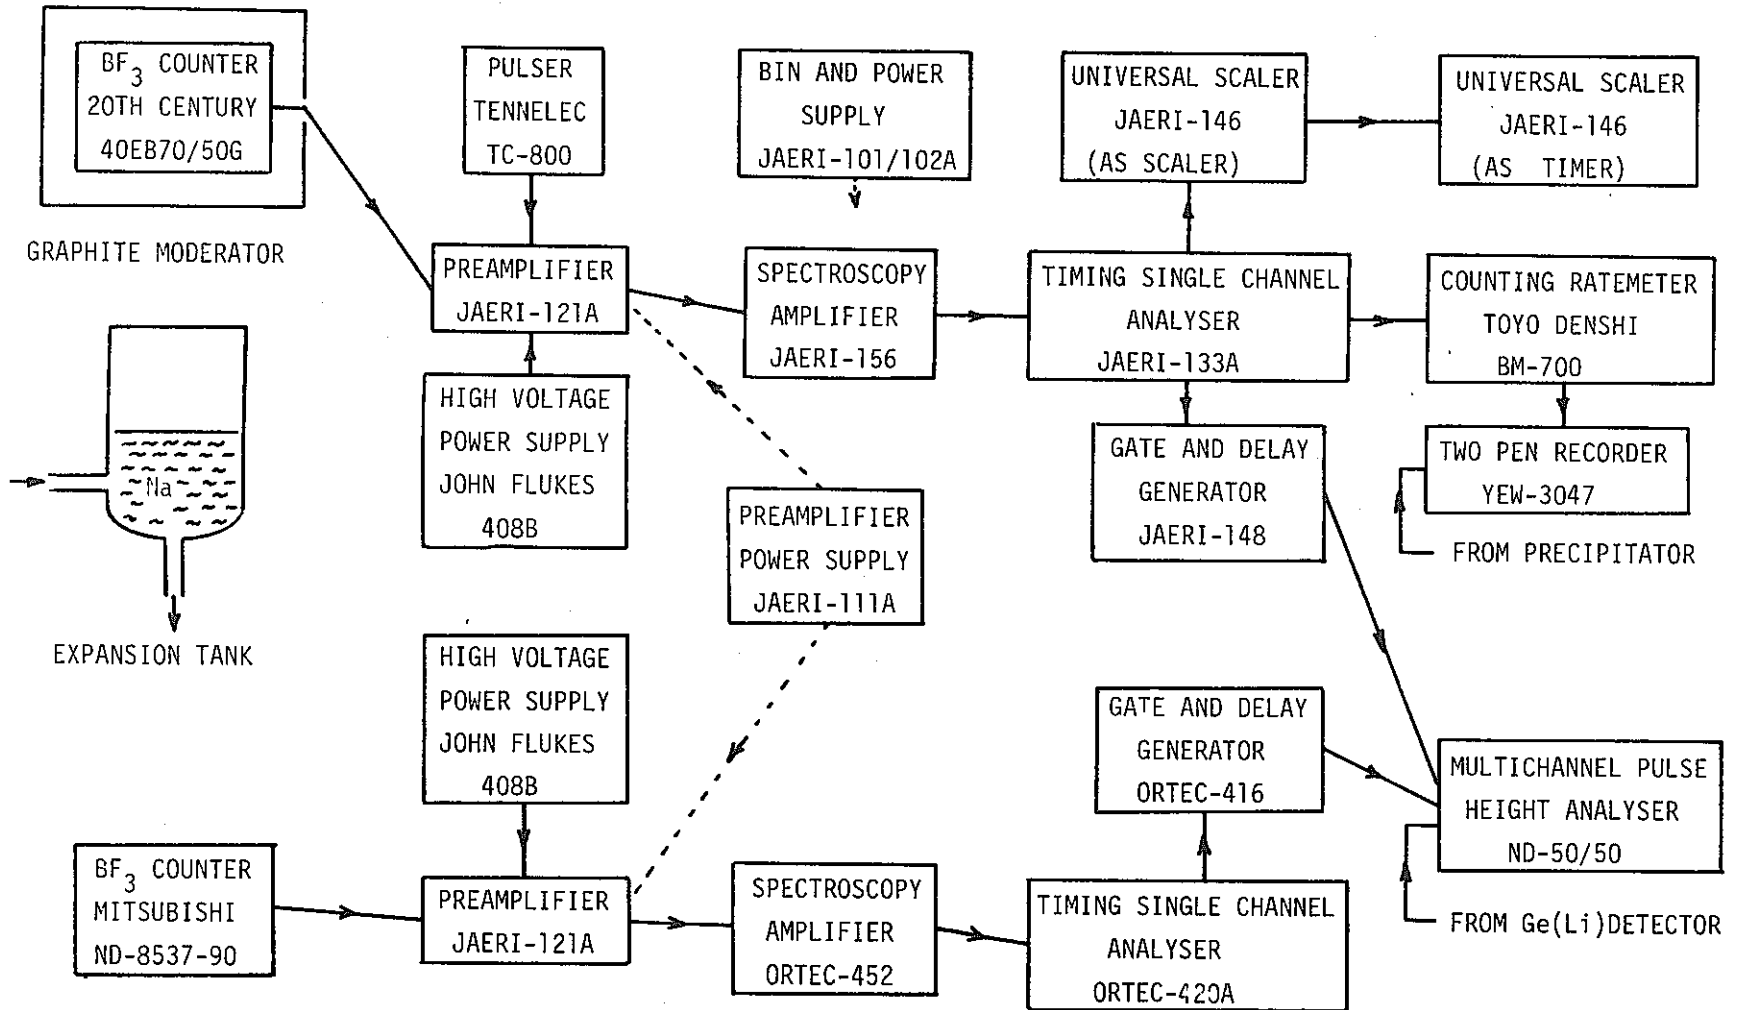 BF3 COUNTER
20TH CENTURY
40EB70/50G
GRAPHITE MODERATOR
PULSER
TENNELEC
TC-800
BIN AND POWER
SUPPLY
JAERI-101/102A
UNIVERSAL SCALER
JAERI-146
(AS SCALER)
UNIVERSAL SCALER
JAERI-146
(AS TIMER)
PREAMPLIFIER
JAERI-121A
SPECTROSCOPY
AMPLIFIER
JAERI-156
TIMING SINGLE CHANNEL
ANALYSER
JAERI-133A
COUNTING RATEMETER
TOYO DENSHI
BM-700
HIGH VOLTAGE
POWER SUPPLY
JOHN FLUKES
408B
GATE AND DELAY
GENERATOR
JAERI-148
TWO PEN RECORDER
YEW-3047
FROM PRECIPITATOR
Na
EXPANSION TANK
PREAMPLIFIER
POWER SUPPLY
JAERI-111A
HIGH VOLTAGE
POWER SUPPLY
JOHN FLUKES
408B
GATE AND DELAY
GENERATOR
ORTEC-416
MULTICHANNEL PULSE
HEIGHT ANALYSER
ND-50/50
FROM Ge(Li)DETECTOR
BF3 COUNTER
MITSUBISHI
ND-8537-90
PREAMPLIFIER
JAERI-121A
SPECTROSCOPY
AMPLIFIER
ORTEC-452
TIMING SINGLE CHANNEL
ANALYSER
ORTEC-420A